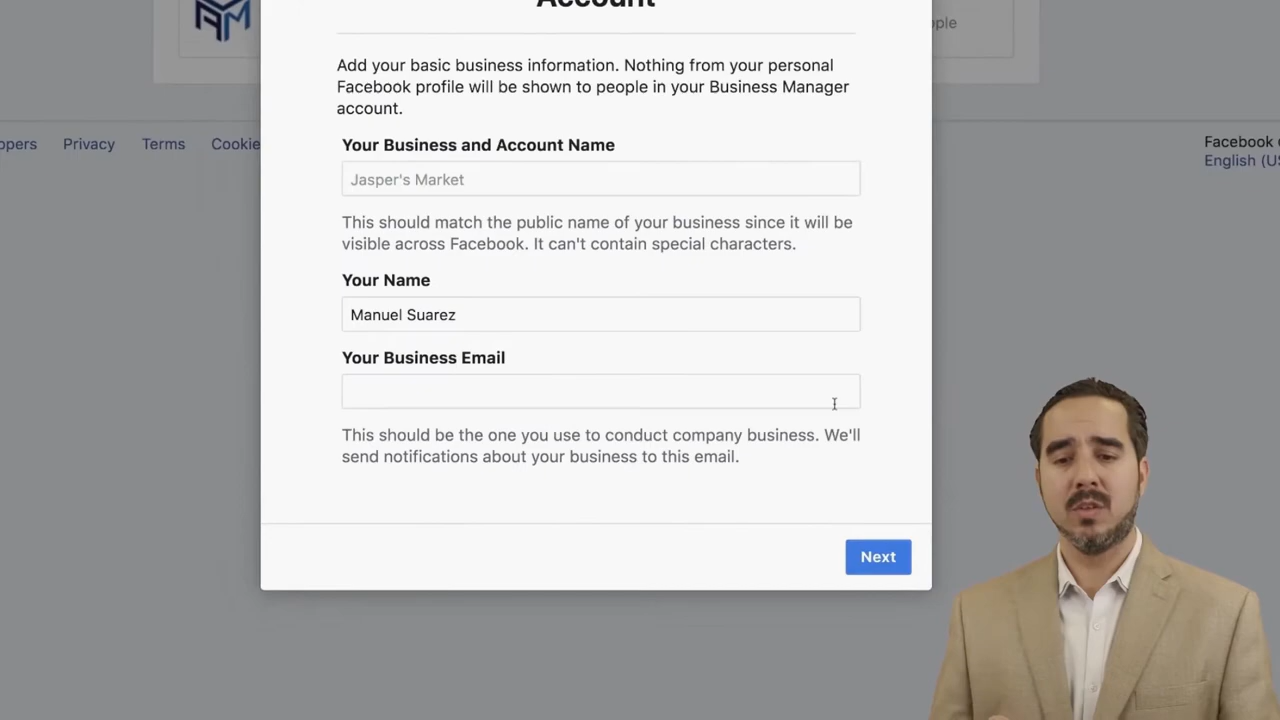 Account
Add your basic business information. Nothing from your personal
Facebook profile will be shown to people in your Business Manager
account.
Your Business and Account Name
Jasper's Market
This should match the public name of your business since it will be
visible across Facebook. It can't contain special characters.
Your Name
Manuel Suarez
Your Business Email
This should be the one you use to conduct company business. We'll
send notifications about your business to this email.
Next
Privacy Terms
Facebook
English (US
AM